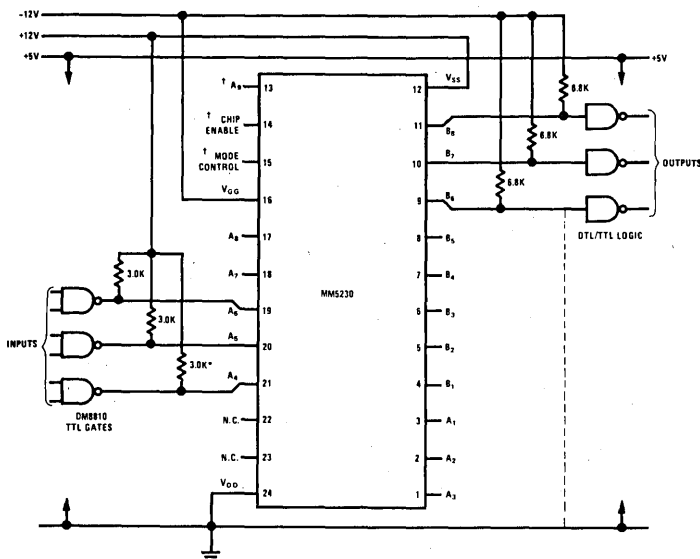 -12V
+12V
+5V
+5V
† A9
13
† CHIP
ENABLE
14
† MODE
CONTROL
15
VGG
16
A8
17
A7
18
A6
19
A5
20
A4
21
N.C.
22
N.C.
23
VDD
24
MM5230
VSS
12
11
B8
10
B7
9
B6
8
B5
7
B4
6
B3
5
B2
4
B1
3
A1
2
A2
1
A3
6.8K
6.8K
6.8K
3.0K
3.0K
3.0K*
INPUTS
DM8810
TTL GATES
OUTPUTS
DTL/TTL LOGIC